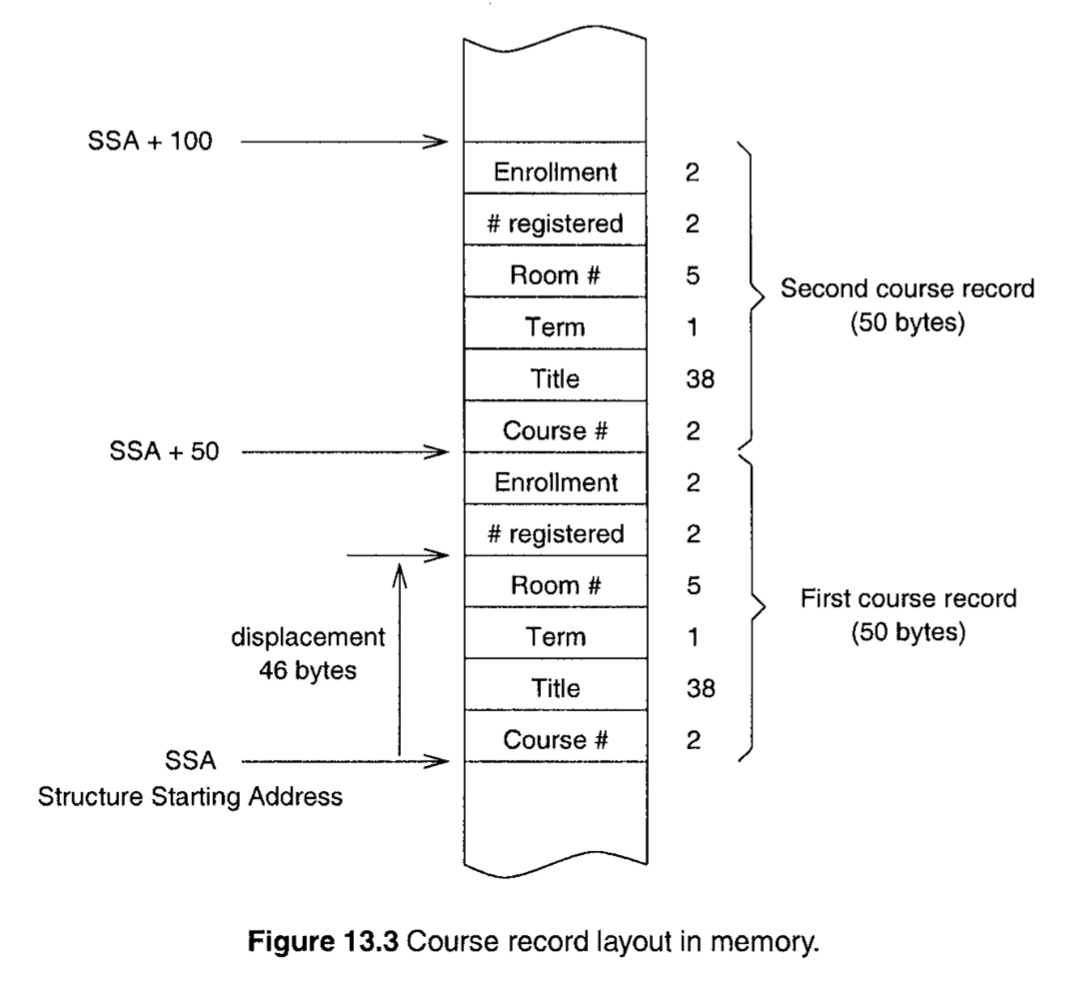 SSA + 100
Enrollment 2
# registered 2
Room # 5
Second course record
(50 bytes)
Term 1
Title 38
Course # 2
SSA + 50
Enrollment 2
# registered 2
Room # 5
First course record
(50 bytes)
displacement
46 bytes
Term 1
Title 38
Course # 2
SSA
Structure Starting Address
Figure 13.3 Course record layout in memory.